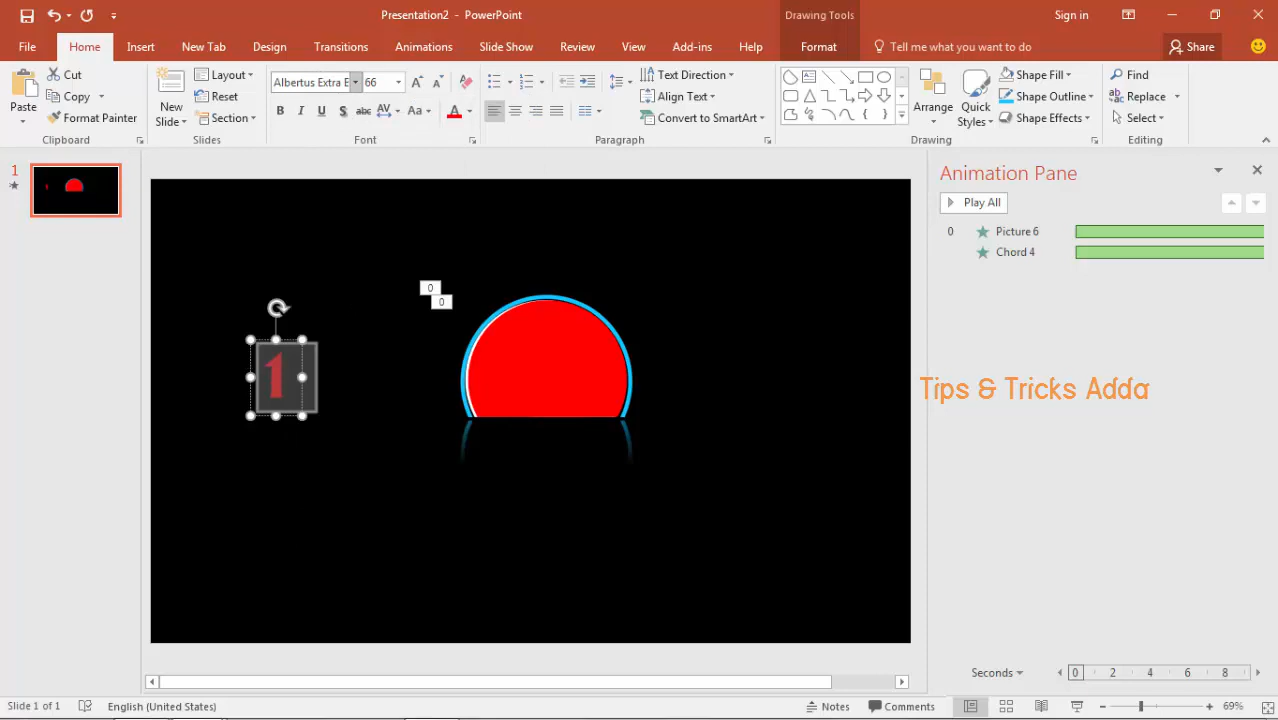 Presentation2 - PowerPoint
Drawing Tools
Sign in
File
Home
Insert
New Tab
Design
Transitions
Animations
Slide Show
Review
View
Add-ins
Help
Format
Tell me what you want to do
Share
Paste
Cut
Copy
Format Painter
Clipboard
New
Slide
Layout
Reset
Section
Slides
Albertus Extra E
66
B I U S abc AV Aa A
Font
Text Direction
Align Text
Convert to SmartArt
Paragraph
Arrange
Quick
Styles
Shape Fill
Shape Outline
Shape Effects
Drawing
Find
Replace
Select
Editing
1
0
0
1
Animation Pane
Play All
0 Picture 6
Chord 4
Tips & Tricks Adda
Seconds
0 2 4 6 8
Slide 1 of 1
English (United States)
Notes
Comments
69%